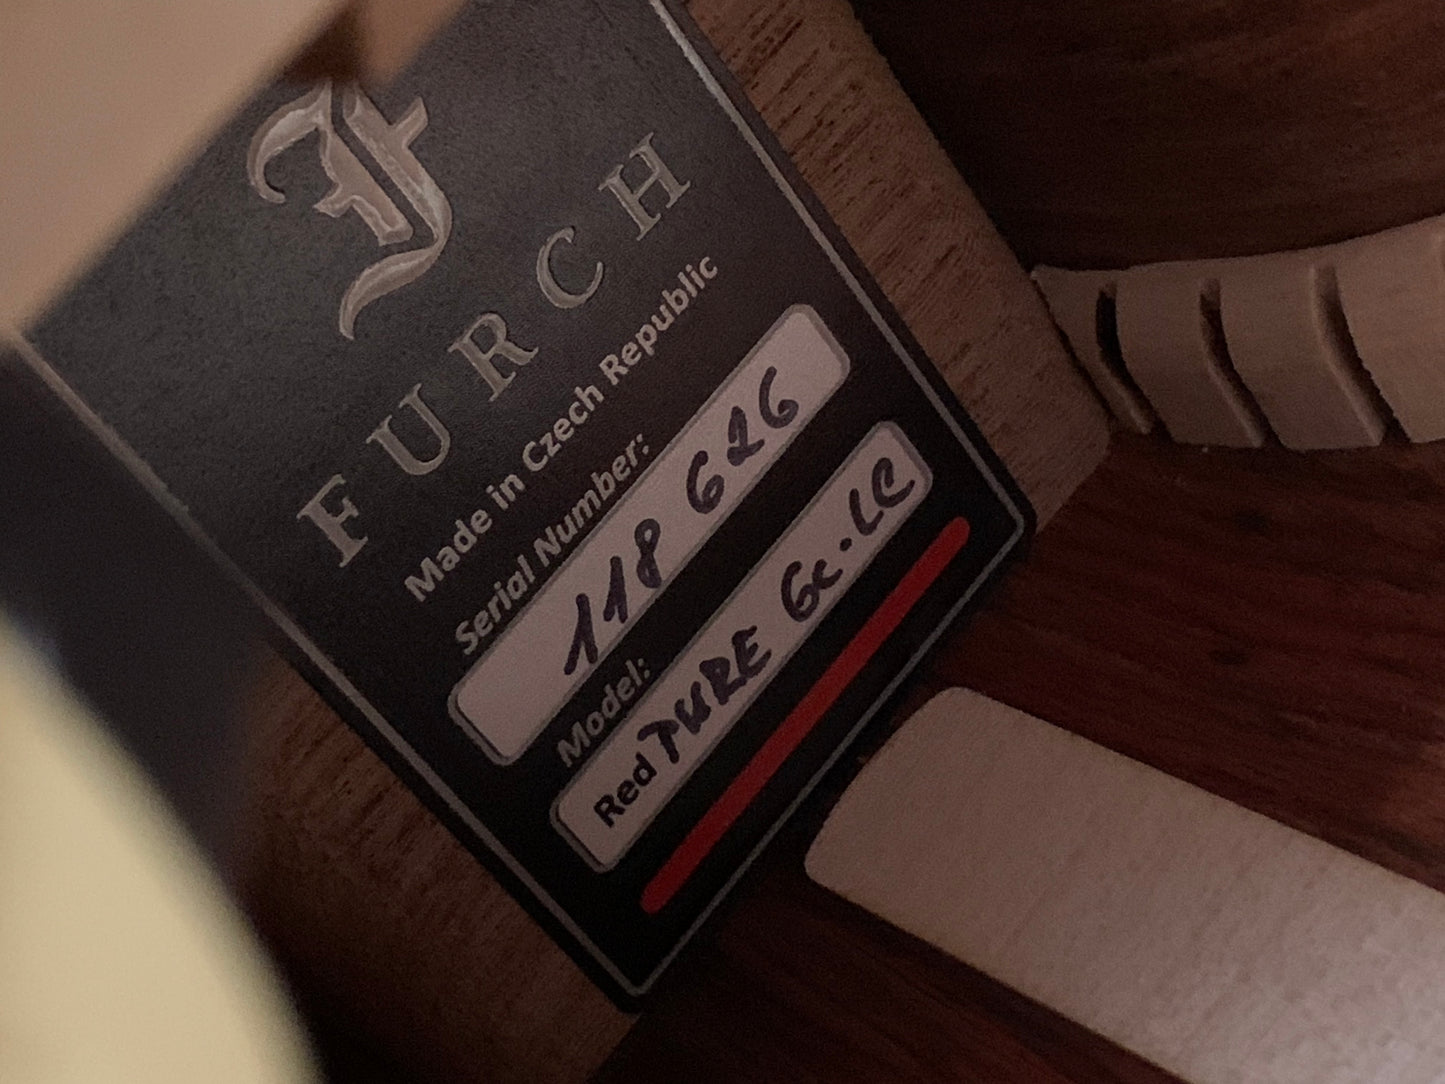 F
FURCH
Made in Czech Republic
Serial Number:
118 626
Model:
Red PURE Gc-LC